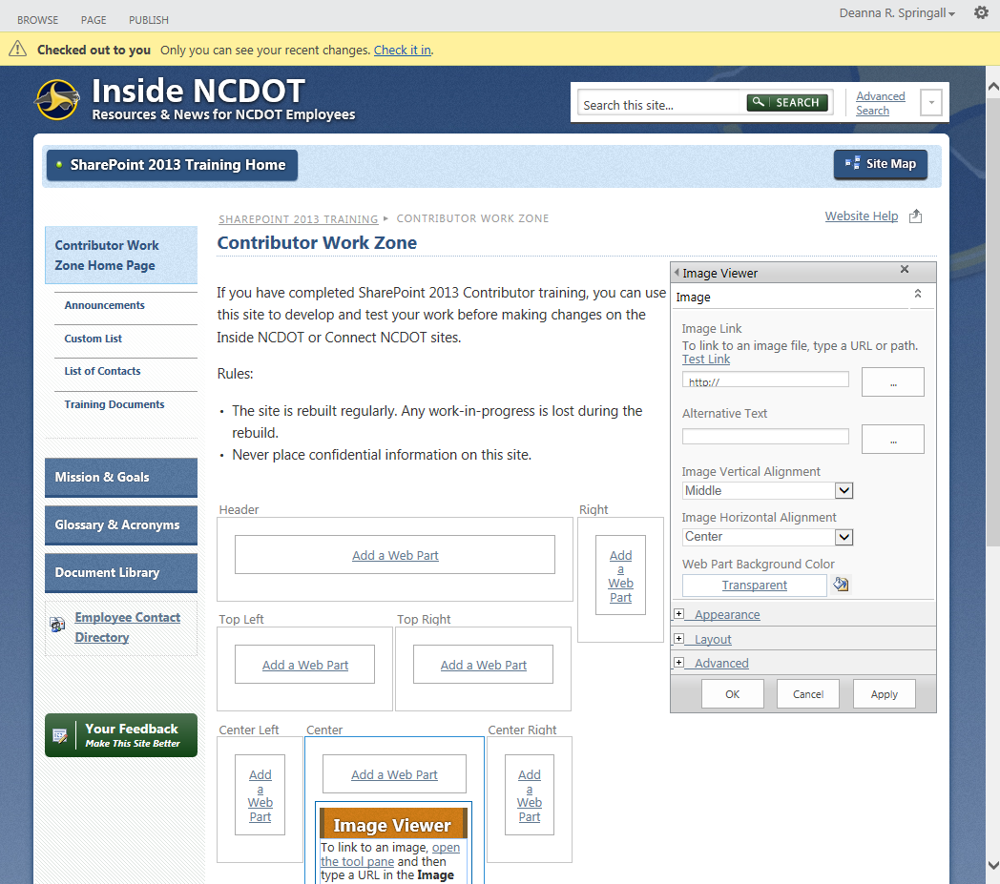 BROWSE PAGE PUBLISH
Deanna R. Springall
Checked out to you Only you can see your recent changes. Check it in.
Inside NCDOT
Resources & News for NCDOT Employees
Search this site...
SEARCH
Advanced
Search
SharePoint 2013 Training Home
Site Map
SHAREPOINT 2013 TRAINING CONTRIBUTOR WORK ZONE
Website Help
Contributor Work Zone
Contributor Work
Zone Home Page
Announcements
Custom List
List of Contacts
Training Documents
Mission & Goals
Glossary & Acronyms
Document Library
Employee Contact
Directory
Your Feedback
Make This Site Better
If you have completed SharePoint 2013 Contributor training, you can use
this site to develop and test your work before making changes on the
Inside NCDOT or Connect NCDOT sites.
Rules:
• The site is rebuilt regularly. Any work-in-progress is lost during the
rebuild.
• Never place confidential information on this site.
Header
Add a Web Part
Right
Add
a
Web
Part
Top Left
Add a Web Part
Top Right
Add a Web Part
Center Left
Add
a
Web
Part
Center
Add a Web Part
Image Viewer
To link to an image, open
the tool pane and then
type a URL in the Image
Center Right
Add
a
Web
Part
Image Viewer
Image
Image Link
To link to an image file, type a URL or path.
Test Link
http://
...
Alternative Text
...
Image Vertical Alignment
Middle
Image Horizontal Alignment
Center
Web Part Background Color
Transparent
Appearance
Layout
Advanced
OK Cancel Apply